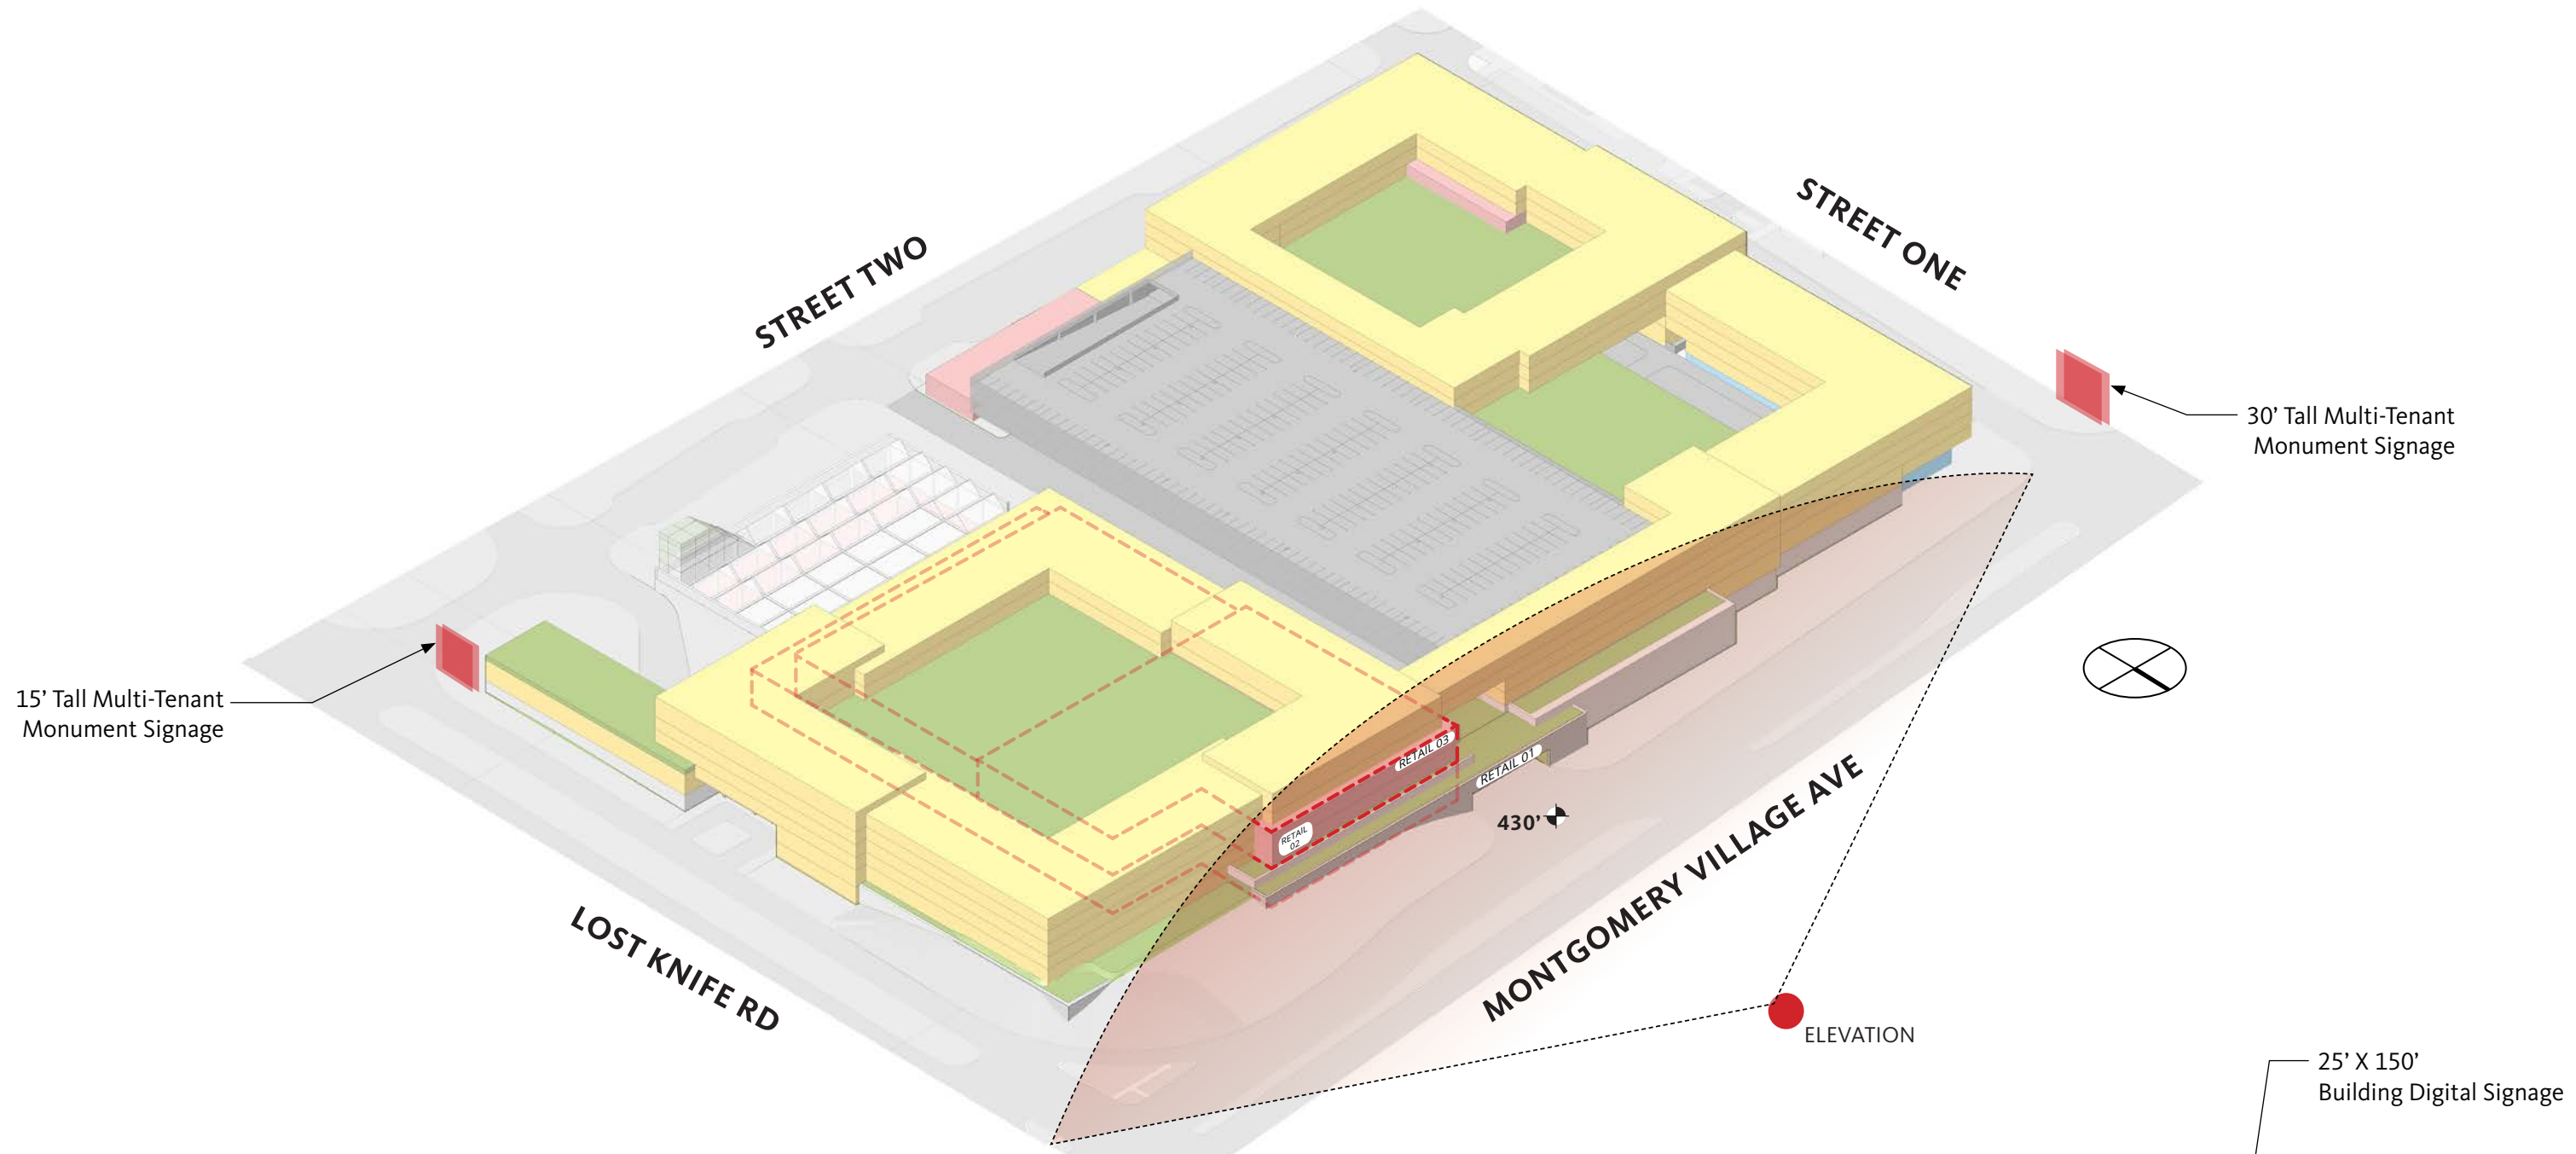 STREET TWO
STREET ONE
30’ Tall Multi-Tenant
Monument Signage
15’ Tall Multi-Tenant
Monument Signage
RETAIL 03
RETAIL 01
RETAIL
02
430’
MONTGOMERY VILLAGE AVE
LOST KNIFE RD
ELEVATION
25’ X 150’
Building Digital Signage